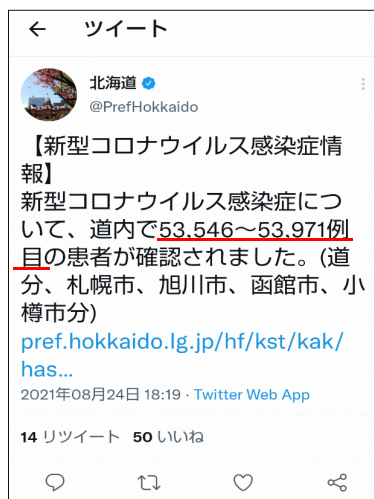 ツイート
北海道
@PrefHokkaido
【新型コロナウイルス感染症情
報】
新型コロナウイルス感染症につ
いて、道内で53,546〜53,971例
目の患者が確認されました。(道
分、札幌市、旭川市、函館市、小
樽市分)
pref.hokkaido.lg.jp/hf/kst/kak/
has...
2021年08月24日 18:19 · Twitter Web App
14 リツイート 50 いいね